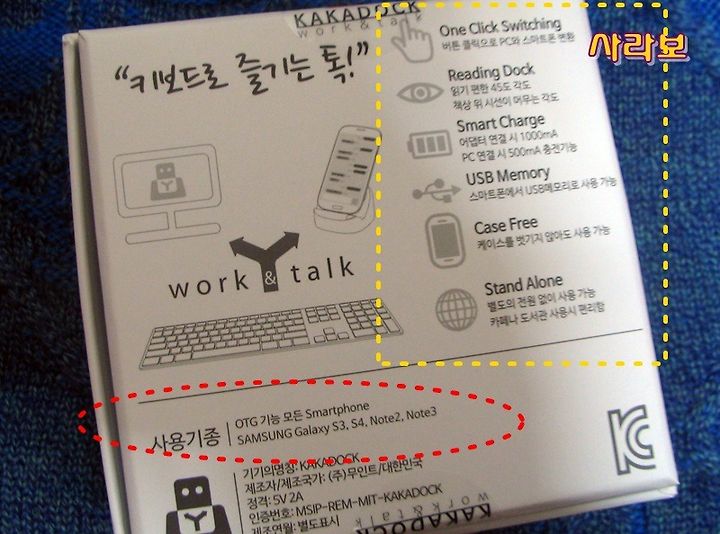 KAKADOCK
work & talk
"키보드로 즐기는 톡!"
사라보
One Click Switching
버튼 클릭으로 PC와 스마트폰 변환
Reading Dock
읽기 편한 45도 각도
책상 위 시선이 머무는 각도
Smart Charge
어댑터 연결 시 1000mA
PC 연결 시 500mA 충전가능
USB Memory
스마트폰에서 USB메모리로 사용 가능
Case Free
케이스를 벗기지 않아도 사용 가능
Stand Alone
별도의 전원 없이 사용 가능
카페나 도서관 사용시 편리함
work & talk
사용기종
OTG 기능 모든 Smartphone
SAMSUNG Galaxy S3, S4, Note2, Note3
기기의명칭: KAKADOCK
제조자/제조국가: (주)무인트/대한민국
정격: 5V 2A
인증번호: MSIP-REM-MIT-KAKADOCK
제조연월: 별도표시
KC
work & talk
KAKADOCK